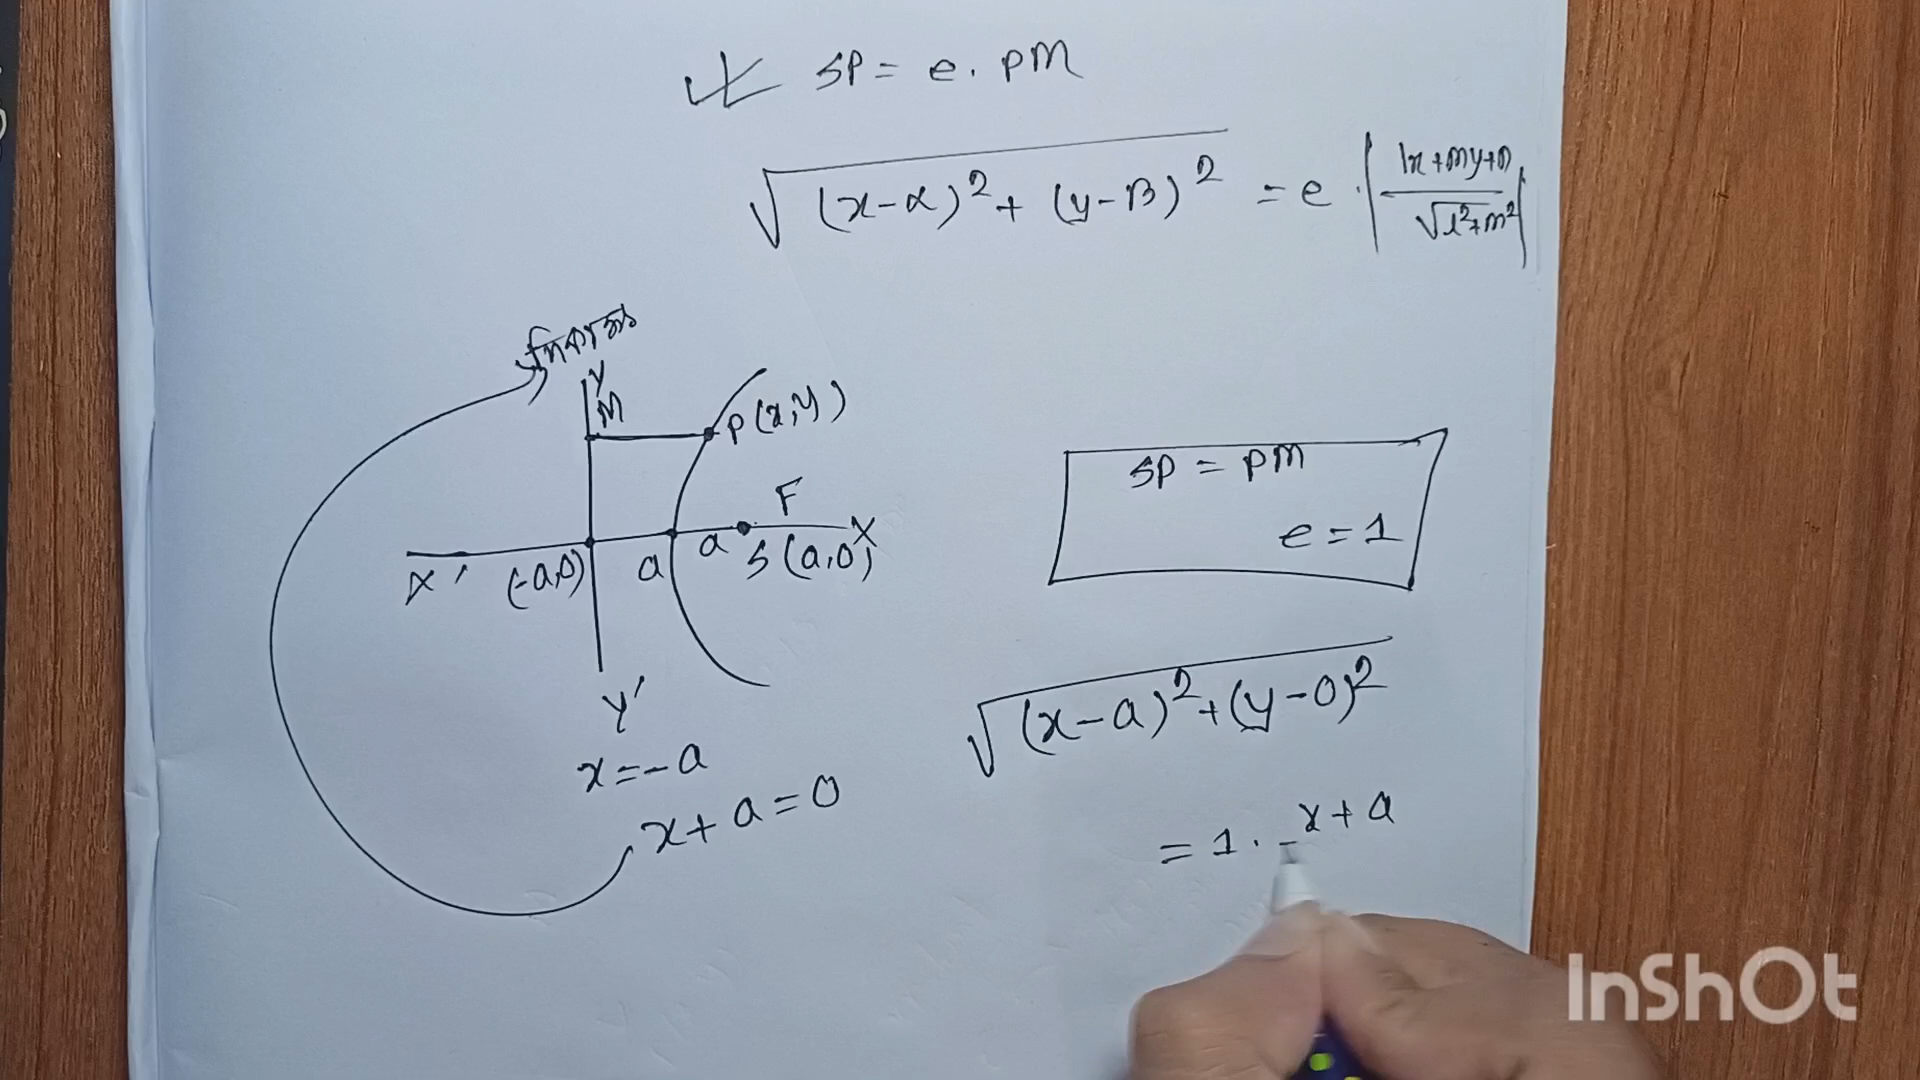 SP = e. PM
√(x-α)²+ (y-β)² = e . |lx+my+n / √l²+m²|
নিয়ামক
Y
M
P(x,y)
F
X' (-a,0) a a S(a,0) X
Y'
x=-a
x+a=0
SP = PM
e=1
√(x-a)²+(y-0)²
= 1. x+a
InShOt